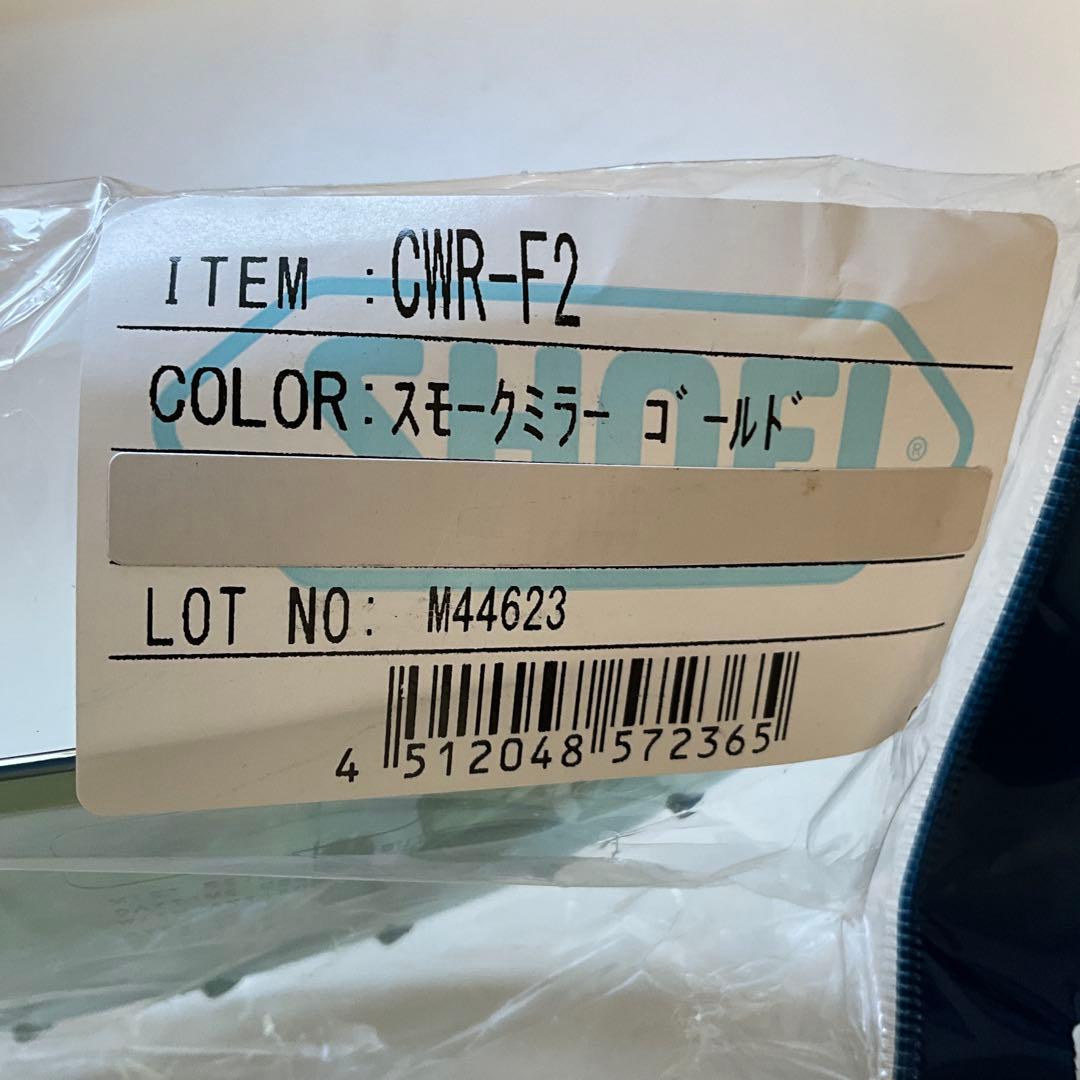 ITEM :CWR-F2
SHOEI ®
COLOR:スモークミラー ゴールド
LOT NO: M44623
4 512048 572365